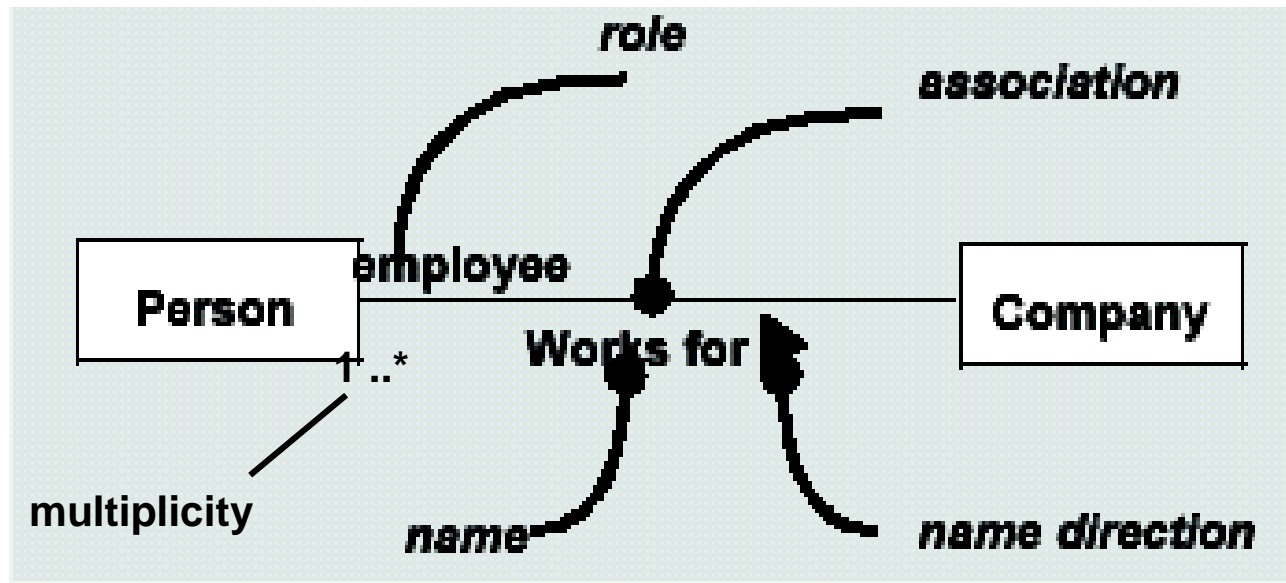 role
association
employee
Person
Company
Works for
1 ..*
multiplicity
name
name direction